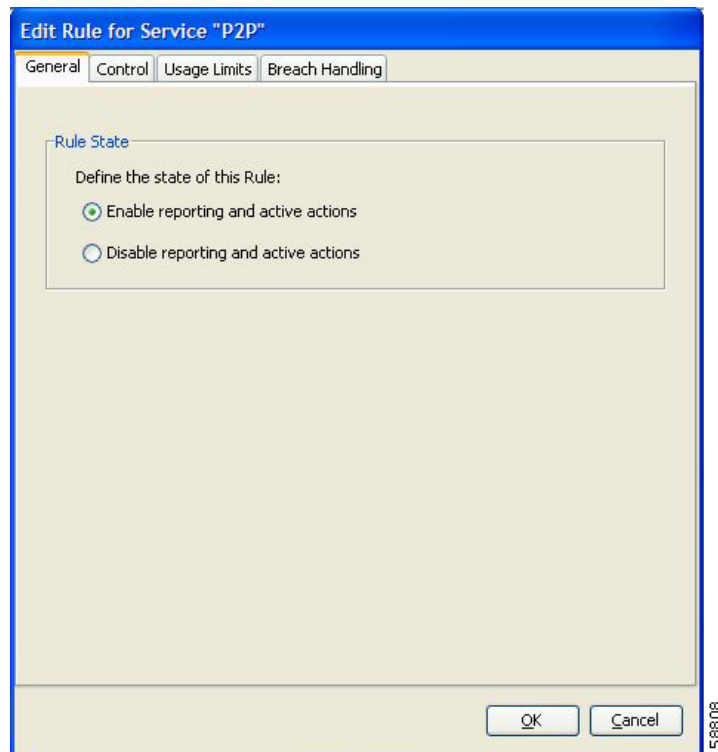 Edit Rule for Service "P2P"
General Control Usage Limits Breach Handling
Rule State
Define the state of this Rule:
Enable reporting and active actions
Disable reporting and active actions
OK Cancel
58808